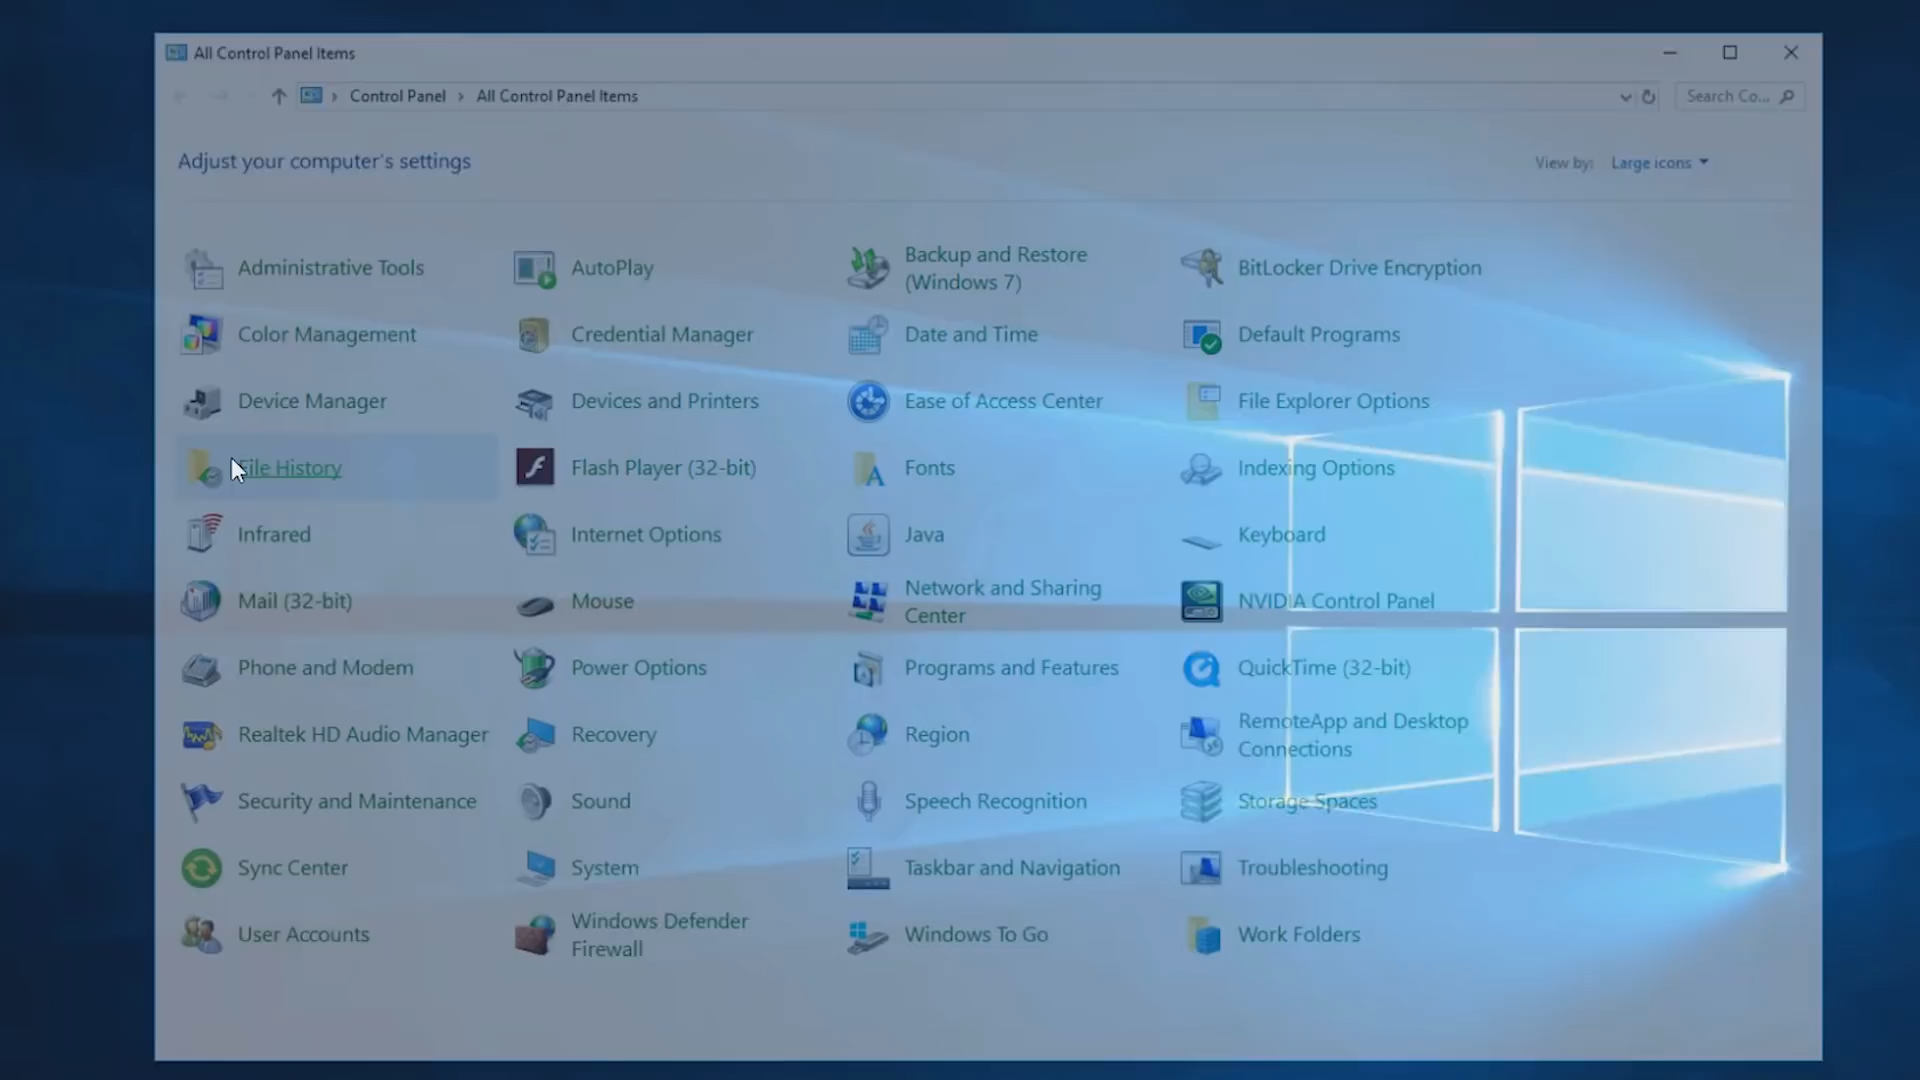 All Control Panel Items
Control Panel > All Control Panel Items
Search Co...
Adjust your computer's settings
View by: Large icons
Administrative Tools
AutoPlay
Backup and Restore
(Windows 7)
BitLocker Drive Encryption
Color Management
Credential Manager
Date and Time
Default Programs
Device Manager
Devices and Printers
Ease of Access Center
File Explorer Options
File History
Flash Player (32-bit)
Fonts
Indexing Options
Infrared
Internet Options
Java
Keyboard
Mail (32-bit)
Mouse
Network and Sharing
Center
NVIDIA Control Panel
Phone and Modem
Power Options
Programs and Features
QuickTime (32-bit)
Realtek HD Audio Manager
Recovery
Region
RemoteApp and Desktop
Connections
Security and Maintenance
Sound
Speech Recognition
Storage Spaces
Sync Center
System
Taskbar and Navigation
Troubleshooting
User Accounts
Windows Defender
Firewall
Windows To Go
Work Folders